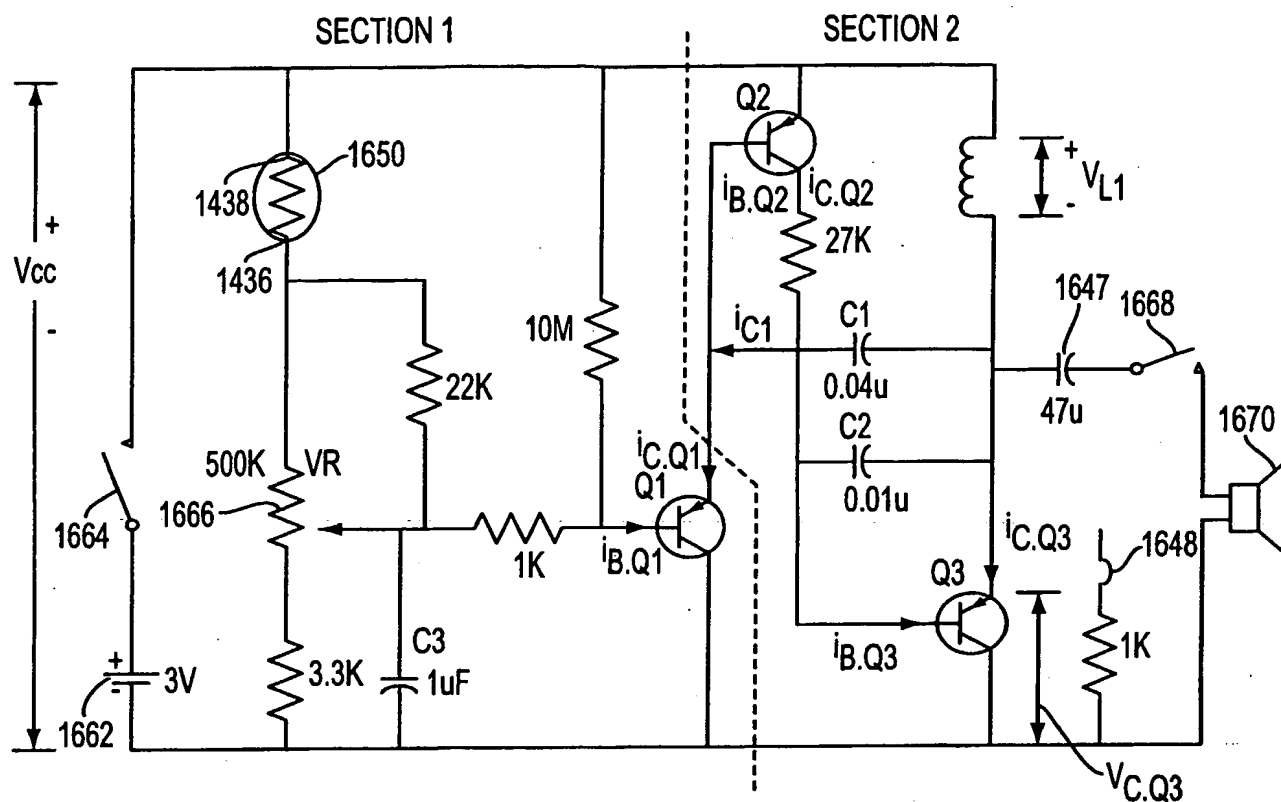 SECTION 1
SECTION 2
Vcc
+
-
1438
1650
1436
22K
10M
500K
VR
1666
1664
+
-
3V
1662
3.3K
C3
1uF
1K
iB.Q1
iC.Q1
Q1
Q2
iB.Q2
iC.Q2
27K
iC1
C1
0.04u
C2
0.01u
+
VL1
-
1647
1668
47u
1670
iC.Q3
Q3
iB.Q3
1648
1K
VC.Q3